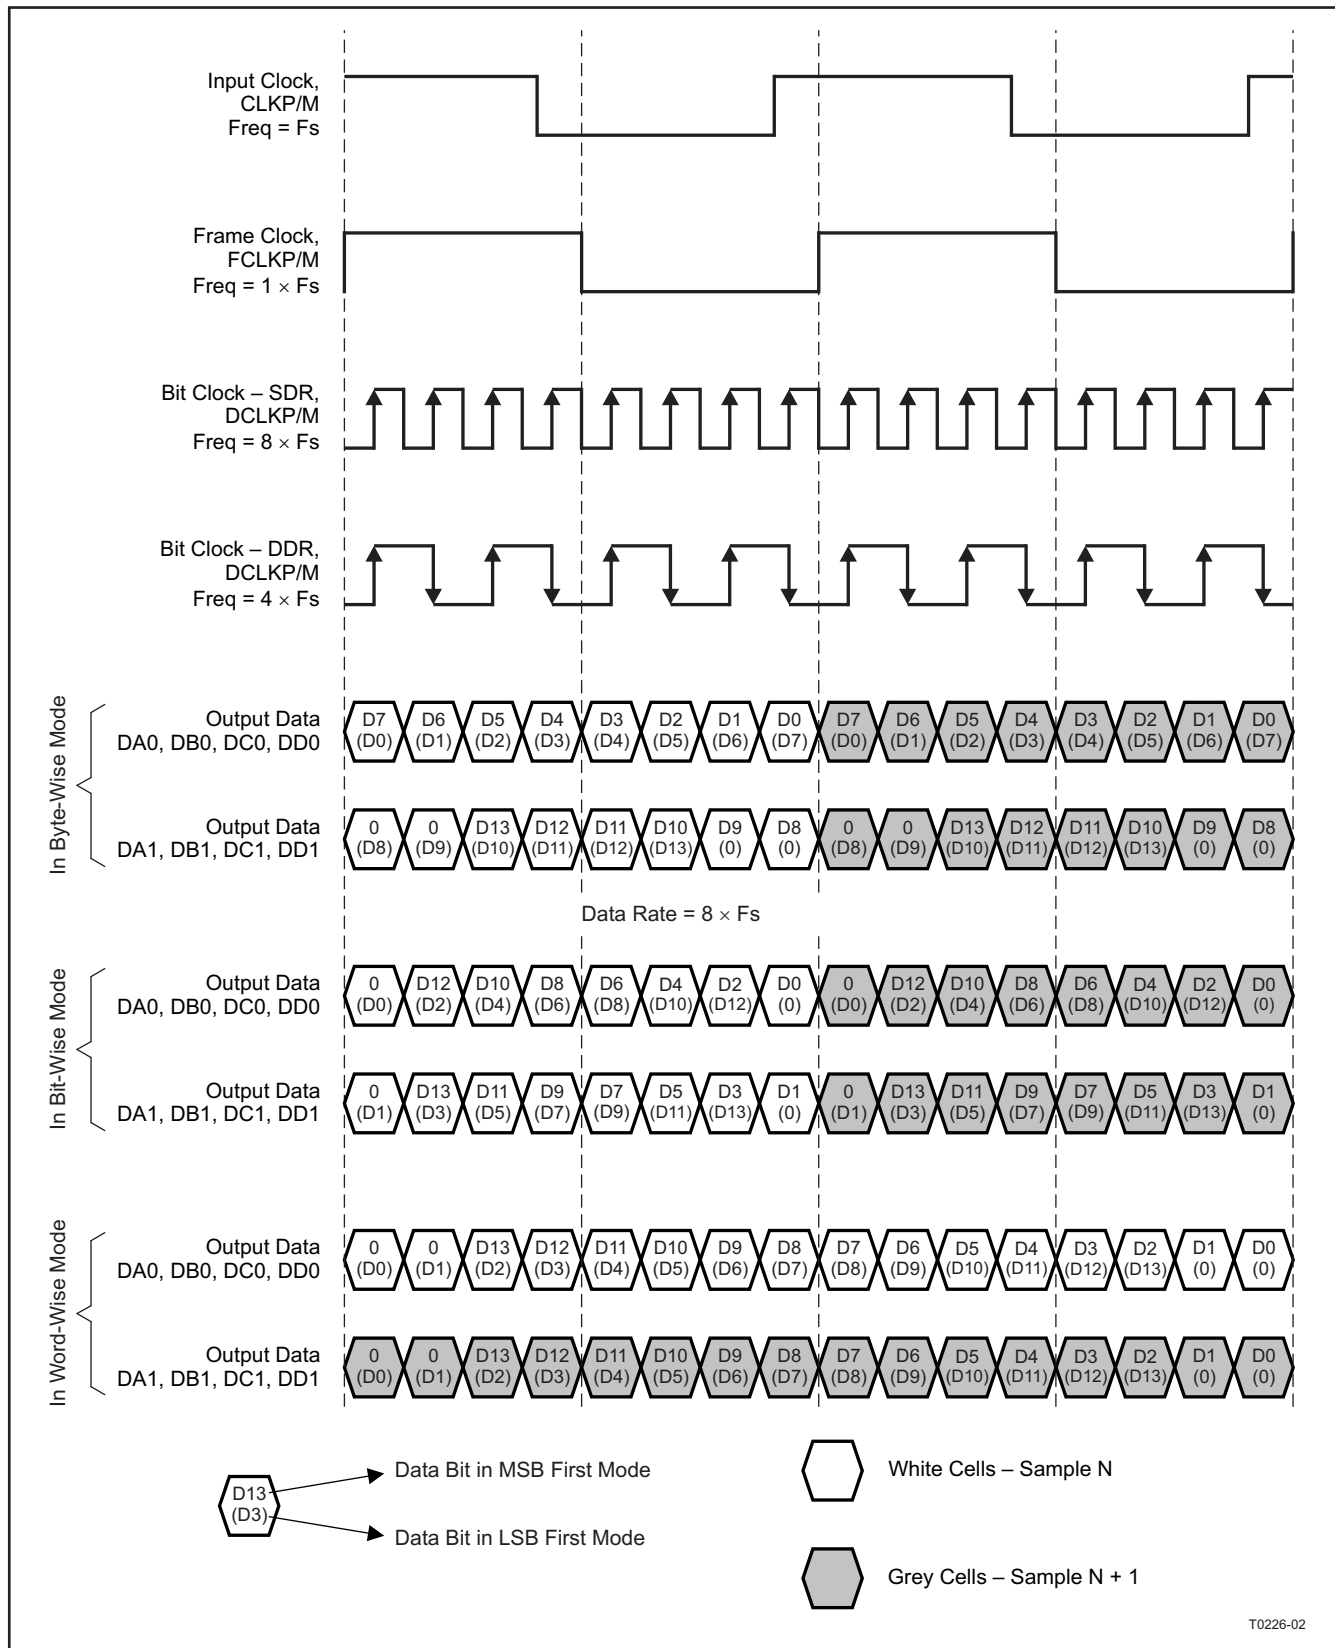 Input Clock,
CLKP/M
Freq = Fs
Frame Clock,
FCLKP/M
Freq = 1 × Fs
Bit Clock – SDR,
DCLKP/M
Freq = 8 × Fs
Bit Clock – DDR,
DCLKP/M
Freq = 4 × Fs
In Byte-Wise Mode
Output Data
DA0, DB0, DC0, DD0
D7 D6 D5 D4 D3 D2 D1 D0 D7 D6 D5 D4 D3 D2 D1 D0
(D0) (D1) (D2) (D3) (D4) (D5) (D6) (D7) (D0) (D1) (D2) (D3) (D4) (D5) (D6) (D7)
Output Data
DA1, DB1, DC1, DD1
0 0 D13 D12 D11 D10 D9 D8 0 0 D13 D12 D11 D10 D9 D8
(D8) (D9) (D10) (D11) (D12) (D13) (0) (0) (D8) (D9) (D10) (D11) (D12) (D13) (0) (0)
Data Rate = 8 × Fs
In Bit-Wise Mode
Output Data
DA0, DB0, DC0, DD0
0 D12 D10 D8 D6 D4 D2 D0 0 D12 D10 D8 D6 D4 D2 D0
(D0) (D2) (D4) (D6) (D8) (D10) (D12) (0) (D0) (D2) (D4) (D6) (D8) (D10) (D12) (0)
Output Data
DA1, DB1, DC1, DD1
0 D13 D11 D9 D7 D5 D3 D1 0 D13 D11 D9 D7 D5 D3 D1
(D1) (D3) (D5) (D7) (D9) (D11) (D13) (0) (D1) (D3) (D5) (D7) (D9) (D11) (D13) (0)
In Word-Wise Mode
Output Data
DA0, DB0, DC0, DD0
0 0 D13 D12 D11 D10 D9 D8 D7 D6 D5 D4 D3 D2 D1 D0
(D0) (D1) (D2) (D3) (D4) (D5) (D6) (D7) (D8) (D9) (D10) (D11) (D12) (D13) (0) (0)
Output Data
DA1, DB1, DC1, DD1
0 0 D13 D12 D11 D10 D9 D8 D7 D6 D5 D4 D3 D2 D1 D0
(D0) (D1) (D2) (D3) (D4) (D5) (D6) (D7) (D8) (D9) (D10) (D11) (D12) (D13) (0) (0)
D13
(D3)
Data Bit in MSB First Mode
Data Bit in LSB First Mode
White Cells – Sample N
Grey Cells – Sample N + 1
T0226-02